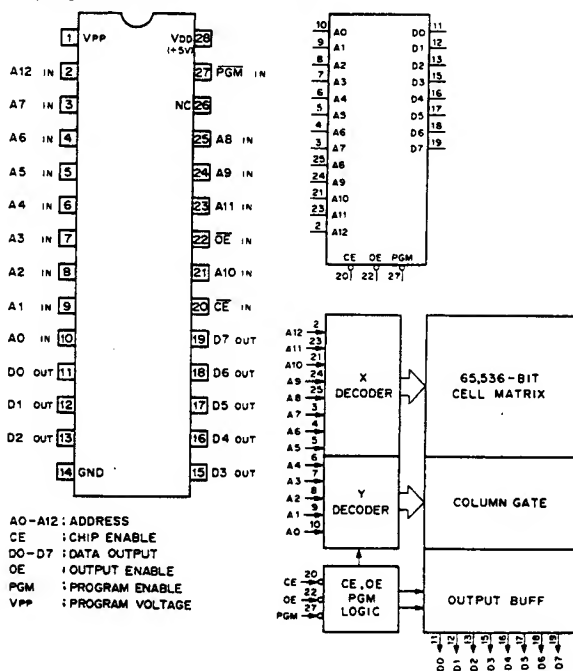 1 VPP VDD 28
(+5V)
A12 IN 2 27 PGM IN
A7 IN 3 NC 26
A6 IN 4 25 A8 IN
A5 IN 5 24 A9 IN
A4 IN 6 23 A11 IN
A3 IN 7 22 OE IN
A2 IN 8 21 A10 IN
A1 IN 9 20 CE IN
A0 IN 10 19 D7 OUT
D0 OUT 11 18 D6 OUT
D1 OUT 12 17 D5 OUT
D2 OUT 13 16 D4 OUT
14 GND 15 D3 OUT
A0-A12 : ADDRESS
CE : CHIP ENABLE
D0-D7 : DATA OUTPUT
OE : OUTPUT ENABLE
PGM : PROGRAM ENABLE
VPP : PROGRAM VOLTAGE
10 A0 D0 11
9 A1 D1 12
8 A2 D2 13
7 A3 D3 15
6 A4 D4 16
5 A5 D5 17
4 A6 D6 18
3 A7 D7 19
25 A8
24 A9
21 A10
23 A11
2 A12
CE OE PGM
20 22 27
A12 2
A11 23
A10 21
A9 24
A8 25
A7 3
A6 4
A5 5
X
DECODER
65,536-BIT
CELL MATRIX
A4 6
A3 7
A2 8
A1 9
A0 10
Y
DECODER
COLUMN GATE
CE 20
OE 22
PGM 27
CE, OE
PGM
LOGIC
OUTPUT BUFF
11 12 13 15 16 17 18 19
D0 D1 D2 D3 D4 D5 D6 D7